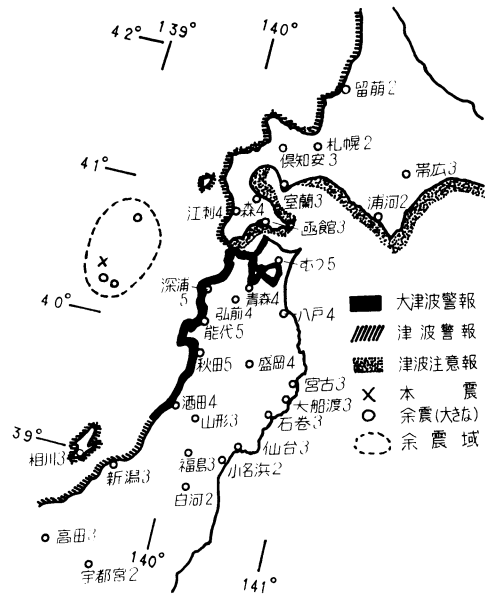 42°
139°
140°
留萌2
札幌2
倶知安3
41°
帯広3
室蘭3
江刺4
森4
浦河2
函館3
むつ5
深浦
5
青森4
40°
弘前4
八戸4
能代5
大津波警報
津波警報
秋田5
盛岡4
津波注意報
宮古3
本震
酒田4
大船渡3
余震(大きな)
山形3
石巻3
39°
余震域
相川3
仙台3
新潟3
福島3
小名浜2
白河2
高田3
140°
宇都宮2
141°